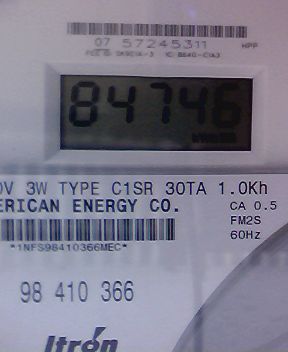 07 57245311 HPP
84746
0V 3W TYPE C1SR 30TA 1.0Kh
ERICAN ENERGY CO. CA 0.5
FM2S
60Hz
*1NFS98410366MEC*
98 410 366
Itron